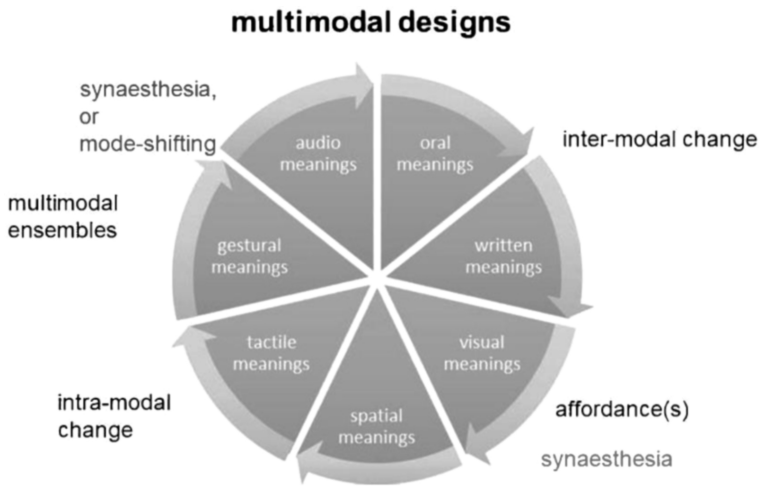 multimodal designs
synaesthesia,
or
mode-shifting
audio
meanings
oral
meanings
inter-modal change
multimodal
ensembles
gestural
meanings
written
meanings
tactile
meanings
visual
meanings
intra-modal
change
spatial
meanings
affordance(s)
synaesthesia